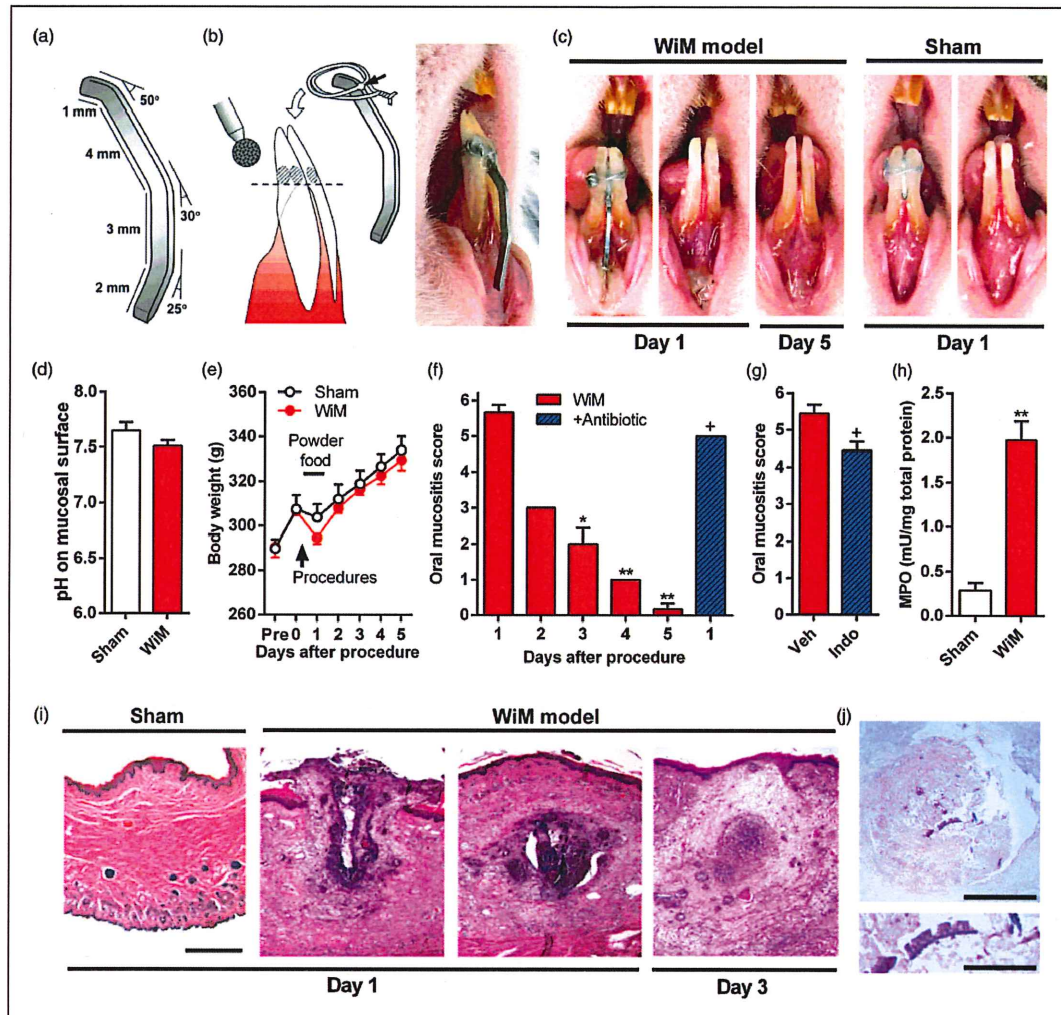 (a)
50°
1 mm
4 mm
30°
3 mm
2 mm
25°
(b)
(c)
WiM model
Sham
Day 1
Day 5
Day 1
(d)
pH on mucosal surface
8.0
7.5
7.0
6.5
6.0
Sham
WiM
(e)
Body weight (g)
360
340
320
300
280
260
Sham
WiM
Powder
food
Procedures
Pre 0 1 2 3 4 5
Days after procedure
(f)
Oral mucositis score
6
5
4
3
2
1
0
WiM
+Antibiotic
*
**
**
+
1 2 3 4 5 1
Days after procedure
(g)
Oral mucositis score
6
5
4
3
2
1
0
+
Veh
Indo
(h)
MPO (mU/mg total protein)
2.5
2.0
1.5
1.0
0.5
0.0
**
Sham
WiM
(i)
Sham
WiM model
Day 1
Day 3
(j)